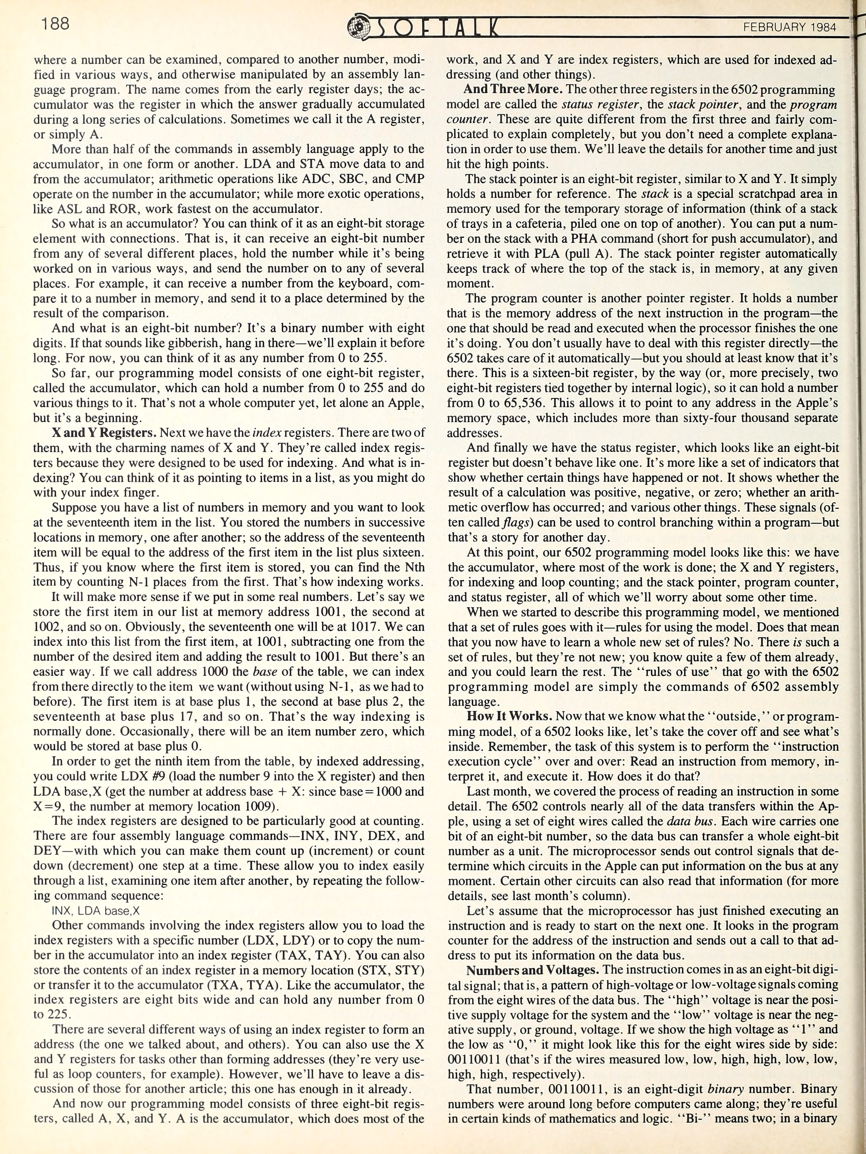 188
SOFTALK
FEBRUARY 1984
where a number can be examined, compared to another number, modi-
fied in various ways, and otherwise manipulated by an assembly lan-
guage program. The name comes from the early register days; the ac-
cumulator was the register in which the answer gradually accumulated
during a long series of calculations. Sometimes we call it the A register,
or simply A.
More than half of the commands in assembly language apply to the
accumulator, in one form or another. LDA and STA move data to and
from the accumulator; arithmetic operations like ADC, SBC, and CMP
operate on the number in the accumulator; while more exotic operations,
like ASL and ROR, work fastest on the accumulator.
So what is an accumulator? You can think of it as an eight-bit storage
element with connections. That is, it can receive an eight-bit number
from any of several different places, hold the number while it's being
worked on in various ways, and send the number on to any of several
places. For example, it can receive a number from the keyboard, com-
pare it to a number in memory, and send it to a place determined by the
result of the comparison.
And what is an eight-bit number? It's a binary number with eight
digits. If that sounds like gibberish, hang in there—we'll explain it before
long. For now, you can think of it as any number from 0 to 255.
So far, our programming model consists of one eight-bit register,
called the accumulator, which can hold a number from 0 to 255 and do
various things to it. That's not a whole computer yet, let alone an Apple,
but it's a beginning.
X and Y Registers. Next we have the index registers. There are two of
them, with the charming names of X and Y. They're called index regis-
ters because they were designed to be used for indexing. And what is in-
dexing? You can think of it as pointing to items in a list, as you might do
with your index finger.
Suppose you have a list of numbers in memory and you want to look
at the seventeenth item in the list. You stored the numbers in successive
locations in memory, one after another; so the address of the seventeenth
item will be equal to the address of the first item in the list plus sixteen.
Thus, if you know where the first item is stored, you can find the Nth
item by counting N-1 places from the first. That's how indexing works.
It will make more sense if we put in some real numbers. Let's say we
store the first item in our list at memory address 1001, the second at
1002, and so on. Obviously, the seventeenth one will be at 1017. We can
index into this list from the first item, at 1001, subtracting one from the
number of the desired item and adding the result to 1001. But there's an
easier way. If we call address 1000 the base of the table, we can index
from there directly to the item we want (without using N-1, as we had to
before). The first item is at base plus 1, the second at base plus 2, the
seventeenth at base plus 17, and so on. That's the way indexing is
normally done. Occasionally, there will be an item number zero, which
would be stored at base plus 0.
In order to get the ninth item from the table, by indexed addressing,
you could write LDX #9 (load the number 9 into the X register) and then
LDA base,X (get the number at address base + X: since base=1000 and
X=9, the number at memory location 1009).
The index registers are designed to be particularly good at counting.
There are four assembly language commands—INX, INY, DEX, and
DEY—with which you can make them count up (increment) or count
down (decrement) one step at a time. These allow you to index easily
through a list, examining one item after another, by repeating the follow-
ing command sequence:
INX, LDA base,X
Other commands involving the index registers allow you to load the
index registers with a specific number (LDX, LDY) or to copy the num-
ber in the accumulator into an index register (TAX, TAY). You can also
store the contents of an index register in a memory location (STX, STY)
or transfer it to the accumulator (TXA, TYA). Like the accumulator, the
index registers are eight bits wide and can hold any number from 0
to 225.
There are several different ways of using an index register to form an
address (the one we talked about, and others). You can also use the X
and Y registers for tasks other than forming addresses (they're very use-
ful as loop counters, for example). However, we'll have to leave a dis-
cussion of those for another article; this one has enough in it already.
And now our programming model consists of three eight-bit regis-
ters, called A, X, and Y. A is the accumulator, which does most of the
work, and X and Y are index registers, which are used for indexed ad-
dressing (and other things).
And Three More. The other three registers in the 6502 programming
model are called the status register, the stack pointer, and the program
counter. These are quite different from the first three and fairly com-
plicated to explain completely, but you don't need a complete explana-
tion in order to use them. We'll leave the details for another time and just
hit the high points.
The stack pointer is an eight-bit register, similar to X and Y. It simply
holds a number for reference. The stack is a special scratchpad area in
memory used for the temporary storage of information (think of a stack
of trays in a cafeteria, piled one on top of another). You can put a num-
ber on the stack with a PHA command (short for push accumulator), and
retrieve it with PLA (pull A). The stack pointer register automatically
keeps track of where the top of the stack is, in memory, at any given
moment.
The program counter is another pointer register. It holds a number
that is the memory address of the next instruction in the program—the
one that should be read and executed when the processor finishes the one
it's doing. You don't usually have to deal with this register directly—the
6502 takes care of it automatically—but you should at least know that it's
there. This is a sixteen-bit register, by the way (or, more precisely, two
eight-bit registers tied together by internal logic), so it can hold a number
from 0 to 65,536. This allows it to point to any address in the Apple's
memory space, which includes more than sixty-four thousand separate
addresses.
And finally we have the status register, which looks like an eight-bit
register but doesn't behave like one. It's more like a set of indicators that
show whether certain things have happened or not. It shows whether the
result of a calculation was positive, negative, or zero; whether an arith-
metic overflow has occurred; and various other things. These signals (of-
ten called flags) can be used to control branching within a program—but
that's a story for another day.
At this point, our 6502 programming model looks like this: we have
the accumulator, where most of the work is done; the X and Y registers,
for indexing and loop counting; and the stack pointer, program counter,
and status register, all of which we'll worry about some other time.
When we started to describe this programming model, we mentioned
that a set of rules goes with it—rules for using the model. Does that mean
that you now have to learn a whole new set of rules? No. There is such a
set of rules, but they're not new; you know quite a few of them already,
and you could learn the rest. The "rules of use" that go with the 6502
programming model are simply the commands of 6502 assembly
language.
How It Works. Now that we know what the "outside," or program-
ming model, of a 6502 looks like, let's take the cover off and see what's
inside. Remember, the task of this system is to perform the "instruction
execution cycle" over and over: Read an instruction from memory, in-
terpret it, and execute it. How does it do that?
Last month, we covered the process of reading an instruction in some
detail. The 6502 controls nearly all of the data transfers within the Ap-
ple, using a set of eight wires called the data bus. Each wire carries one
bit of an eight-bit number, so the data bus can transfer a whole eight-bit
number as a unit. The microprocessor sends out control signals that de-
termine which circuits in the Apple can put information on the bus at any
moment. Certain other circuits can also read that information (for more
details, see last month's column).
Let's assume that the microprocessor has just finished executing an
instruction and is ready to start on the next one. It looks in the program
counter for the address of the instruction and sends out a call to that ad-
dress to put its information on the data bus.
Numbers and Voltages. The instruction comes in as an eight-bit digi-
tal signal; that is, a pattern of high-voltage or low-voltage signals coming
from the eight wires of the data bus. The "high" voltage is near the posi-
tive supply voltage for the system and the "low" voltage is near the neg-
ative supply, or ground, voltage. If we show the high voltage as "1" and
the low as "0," it might look like this for the eight wires side by side:
00110011 (that's if the wires measured low, low, high, high, low, low,
high, high, respectively).
That number, 00110011, is an eight-digit binary number. Binary
numbers were around long before computers came along; they're useful
in certain kinds of mathematics and logic. "Bi-" means two; in a binary